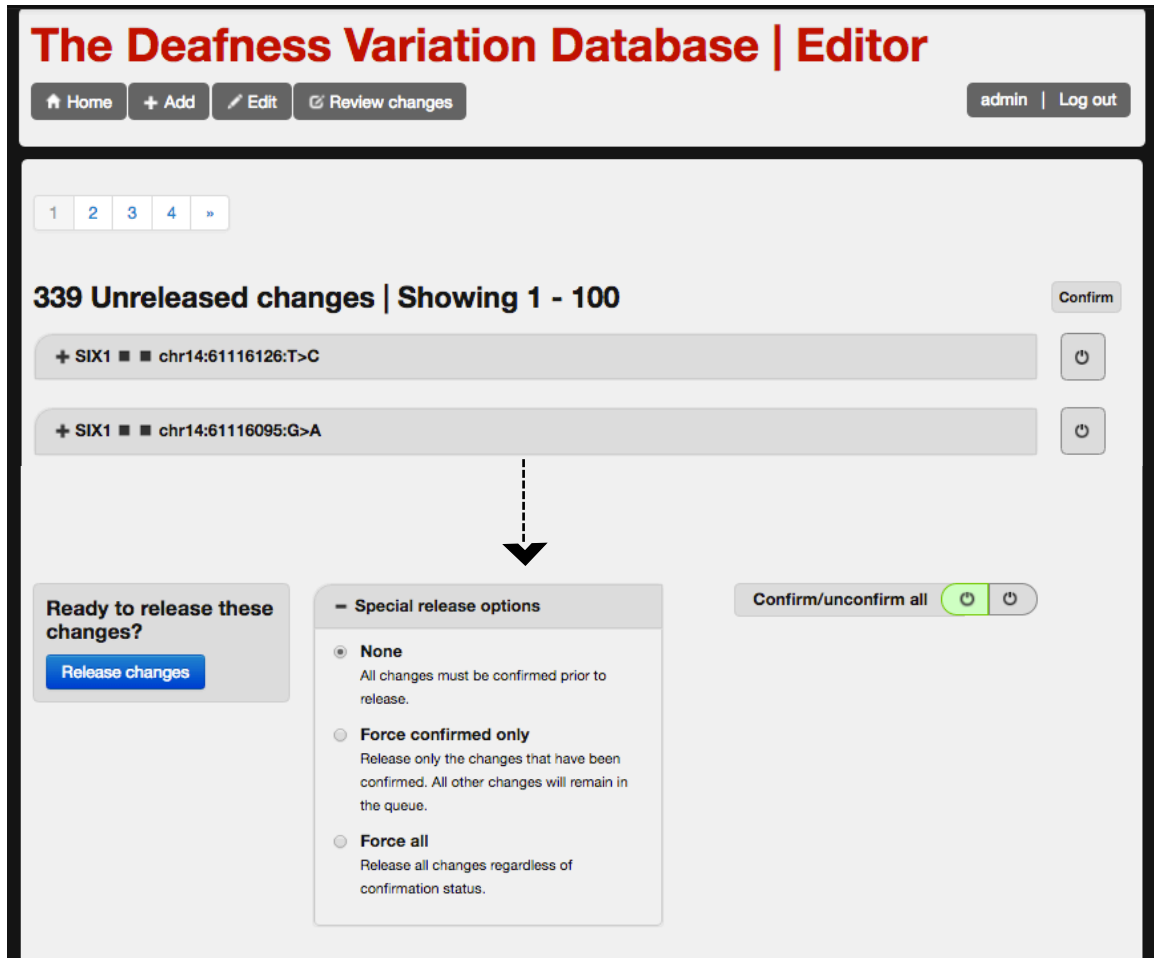 The Deafness Variation Database | Editor
Home
Add
Edit
Review changes
admin | Log out
1 2 3 4 »
339 Unreleased changes | Showing 1 - 100
Confirm
SIX1 ■ ■ chr14:61116126:T>C
SIX1 ■ ■ chr14:61116095:G>A
Ready to release these
changes?
Release changes
Special release options
None
All changes must be confirmed prior to
release.
Force confirmed only
Release only the changes that have been
confirmed. All other changes will remain in
the queue.
Force all
Release all changes regardless of
confirmation status.
Confirm/unconfirm all